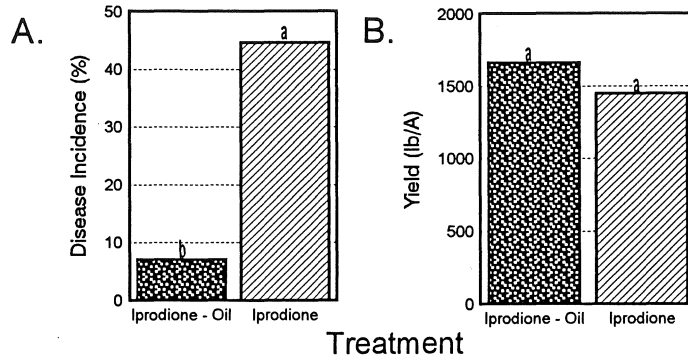 A.
Disease Incidence (%)
50
40
30
20
10
0
b
a
Iprodione - Oil
Iprodione
B.
Yield (lb/A)
2000
1500
1000
500
0
a
a
Iprodione - Oil
Iprodione
Treatment